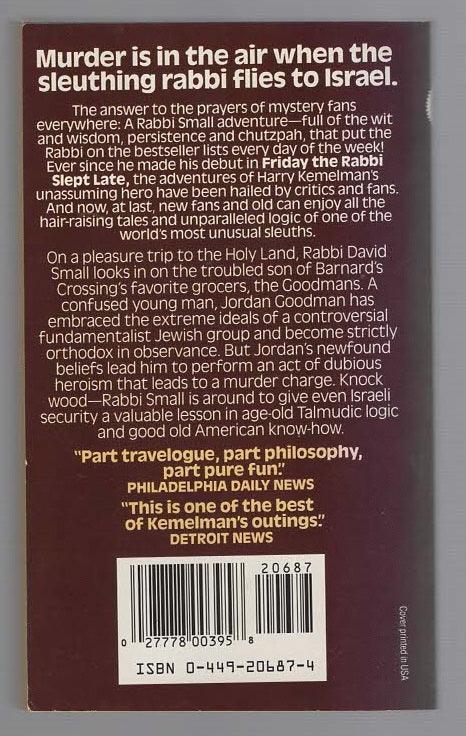 Murder is in the air when the
sleuthing rabbi flies to Israel.
The answer to the prayers of mystery fans
everywhere: A Rabbi Small adventure—full of the wit
and wisdom, persistence and chutzpah, that put the
Rabbi on the bestseller lists every day of the week!
Ever since he made his debut in Friday the Rabbi
Slept Late, the adventures of Harry Kemelman's
unassuming hero have been hailed by critics and fans.
And now, at last, new fans and old can enjoy all the
hair-raising tales and unparalleled logic of one of the
world's most unusual sleuths.
On a pleasure trip to the Holy Land, Rabbi David
Small looks in on the troubled son of Barnard's
Crossing's favorite grocers, the Goodmans. A
confused young man, Jordan Goodman has
embraced the extreme ideals of a controversial
fundamentalist Jewish group and become strictly
orthodox in observance. But Jordan's newfound
beliefs lead him to perform an act of dubious
heroism that leads to a murder charge. Knock
wood—Rabbi Small is around to give even Israeli
security a valuable lesson in age-old Talmudic logic
and good old American know-how.
"Part travelogue, part philosophy,
part pure fun."
PHILADELPHIA DAILY NEWS
"This is one of the best
of Kemelman's outings."
DETROIT NEWS
20687
0 27778 00395 8
ISBN 0-449-20687-4
Cover printed in USA